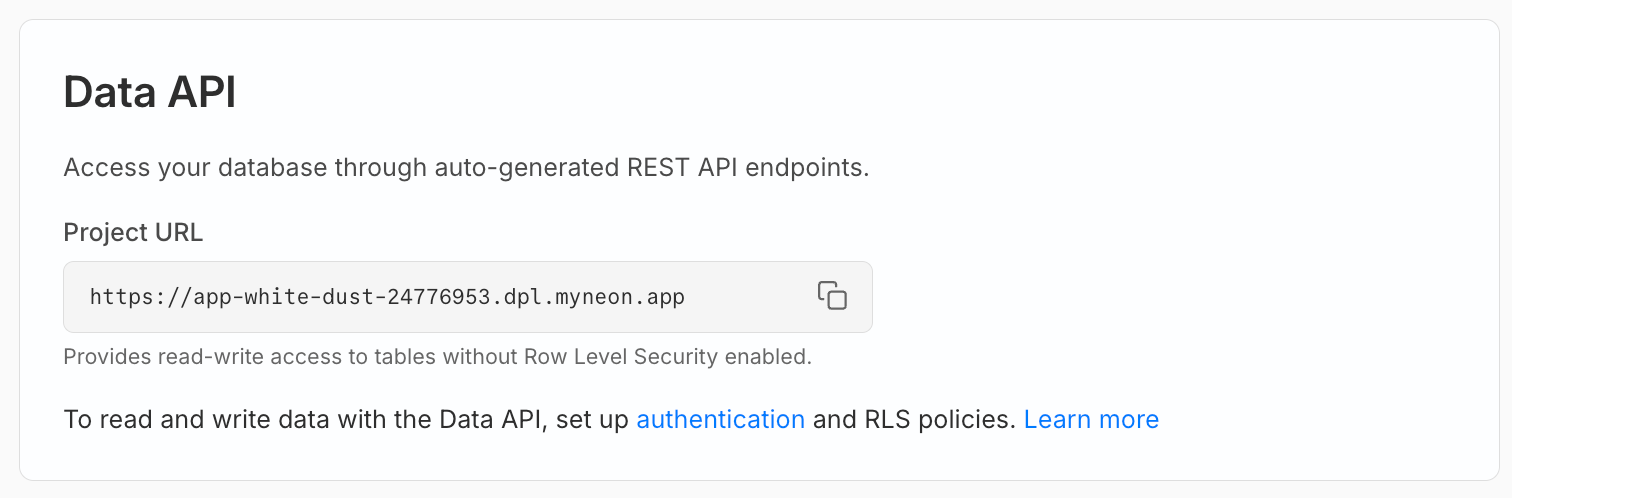 Data API
Access your database through auto-generated REST API endpoints.
Project URL
https://app-white-dust-24776953.dpl.myneon.app
Provides read-write access to tables without Row Level Security enabled.
To read and write data with the Data API, set up authentication and RLS policies. Learn more